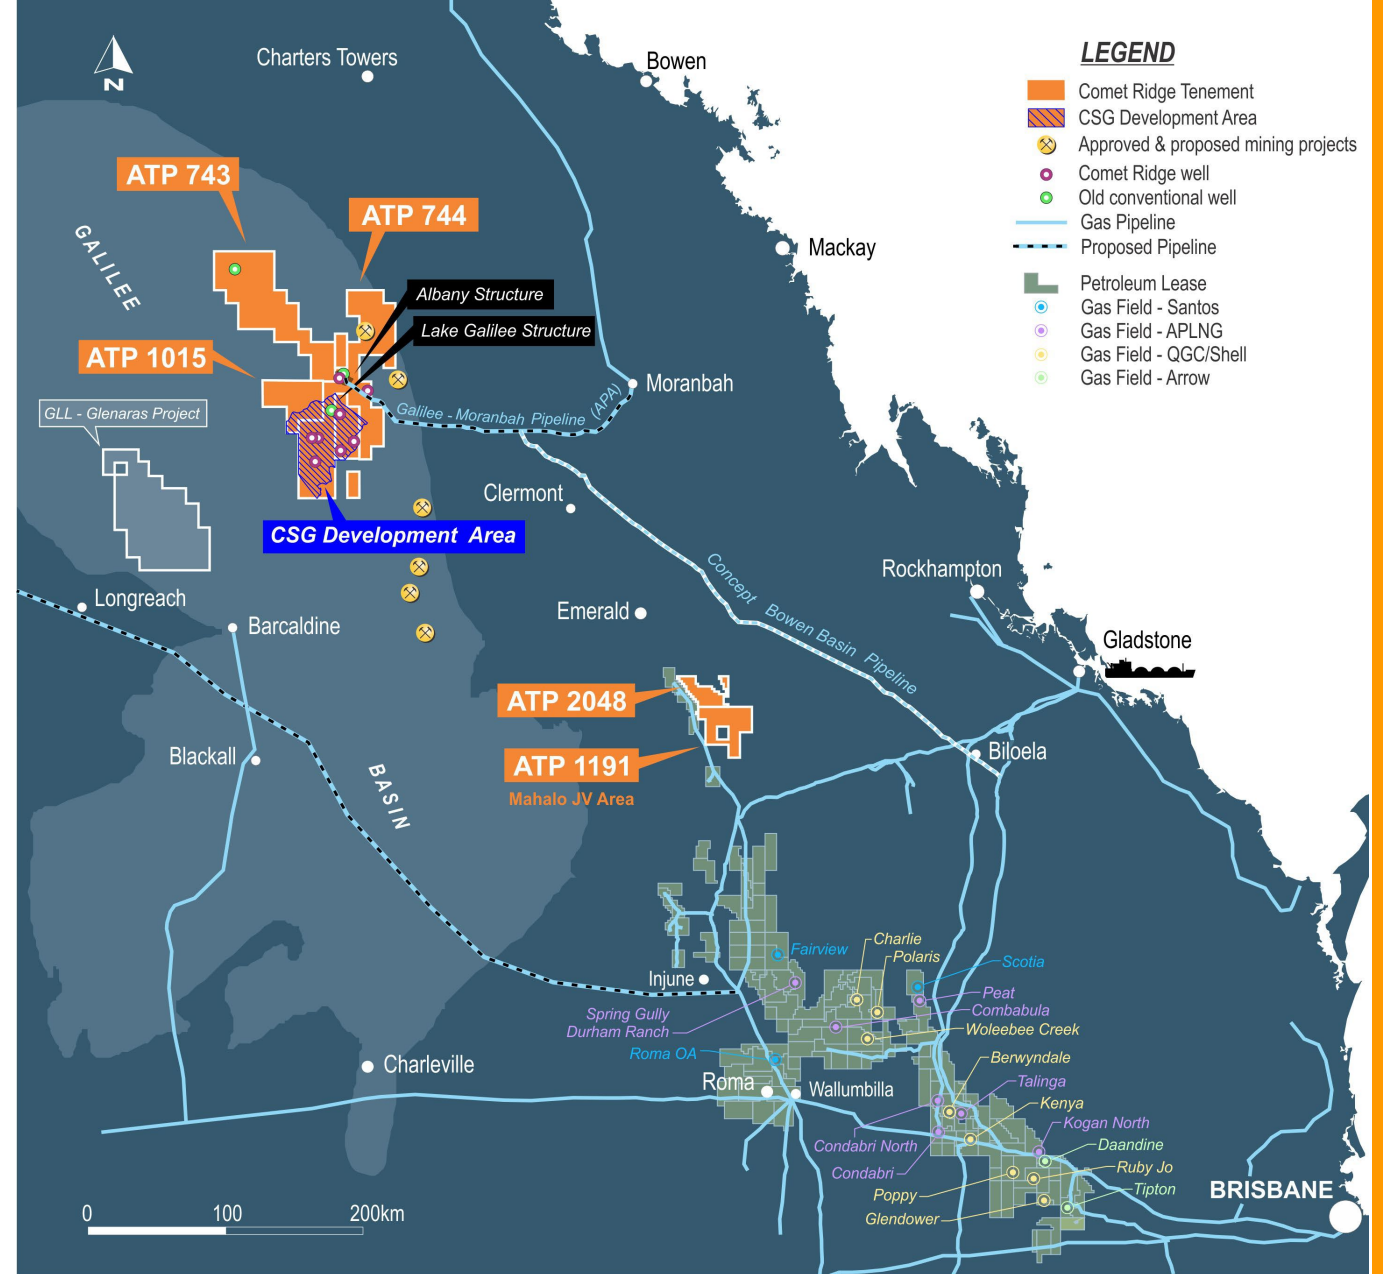 LEGEND
Comet Ridge Tenement
CSG Development Area
Approved & proposed mining projects
Comet Ridge well
Old conventional well
Gas Pipeline
Proposed Pipeline
Petroleum Lease
Gas Field - Santos
Gas Field - APLNG
Gas Field - QGC/Shell
Gas Field - Arrow
N
Charters Towers
Bowen
ATP 743
ATP 744
GALILEE
Mackay
Albany Structure
Lake Galilee Structure
ATP 1015
Moranbah
GLL - Glenaras Project
Galilee - Moranbah Pipeline (APA)
Clermont
CSG Development Area
Concept Bowen Basin Pipeline
Rockhampton
Longreach
Emerald
Barcaldine
Gladstone
ATP 2048
Blackall
Biloela
ATP 1191
Mahalo JV Area
BASIN
Charlie
Fairview
Polaris
Scotia
Injune
Peat
Spring Gully
Combabula
Durham Ranch
Woleebee Creek
Roma OA
Berwyndale
Charleville
Talinga
Roma
Wallumbilla
Kenya
Kogan North
Condabri North
Daandine
Condabri
Ruby Jo
Poppy
Tipton
BRISBANE
Glendower
0 100 200km